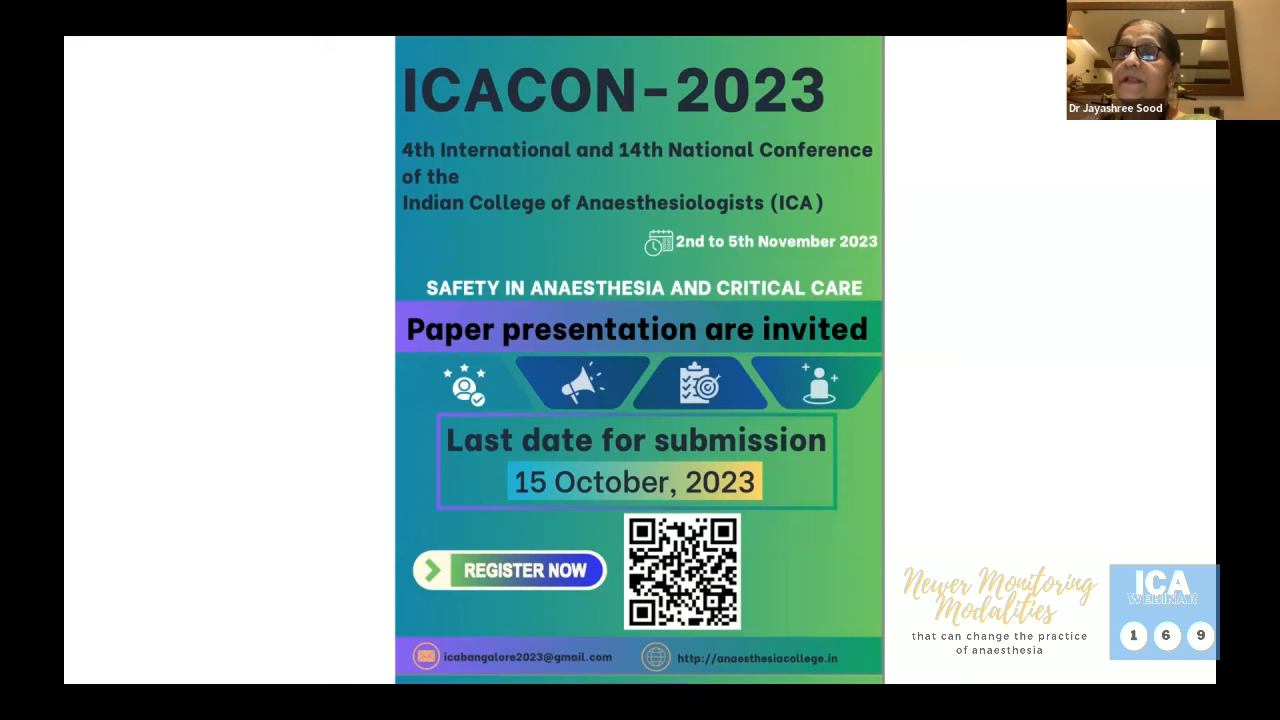 ICACON-2023
4th International and 14th National Conference
of the
Indian College of Anaesthesiologists (ICA)
2nd to 5th November 2023
SAFETY IN ANAESTHESIA AND CRITICAL CARE
Paper presentation are invited
Last date for submission
15 October, 2023
REGISTER NOW
icabangalore2023@gmail.com
http://anaesthesiacollege.in
Dr Jayashree Sood
Newer Monitoring
Modalities
that can change the practice
of anaesthesia
ICA
WEBINAR
1 6 9